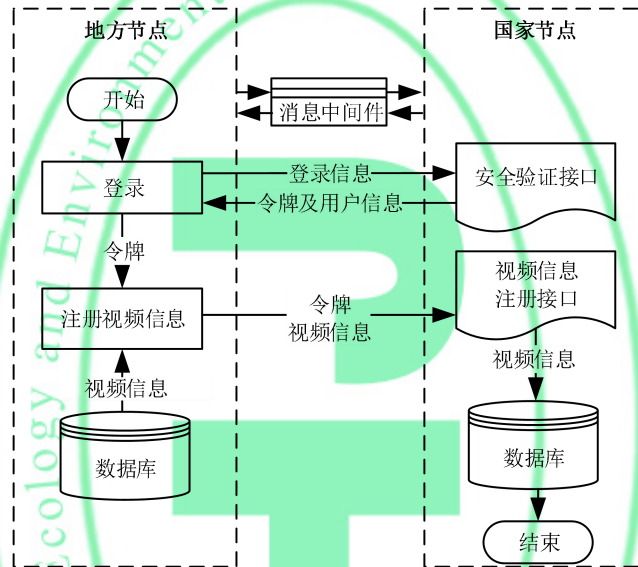 地方节点
国家节点
开始
消息中间件
登录
登录信息
令牌及用户信息
安全验证接口
令牌
注册视频信息
令牌
视频信息
视频信息
注册接口
视频信息
视频信息
数据库
数据库
结束
Ecology and Environmen